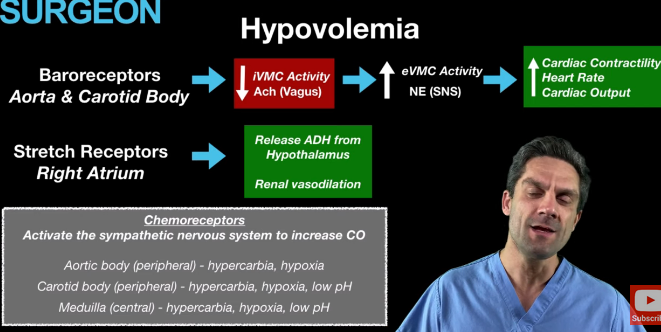 SURGEON
Hypovolemia
Baroreceptors
Aorta & Carotid Body
iVMC Activity
Ach (Vagus)
eVMC Activity
NE (SNS)
Cardiac Contractility
Heart Rate
Cardiac Output
Stretch Receptors
Right Atrium
Release ADH from
Hypothalamus
Renal vasodilation
Chemoreceptors
Activate the sympathetic nervous system to increase CO
Aortic body (peripheral) - hypercarbia, hypoxia
Carotid body (peripheral) - hypercarbia, hypoxia, low pH
Meduilla (central) - hypercarbia, hypoxia, low pH
Subscri